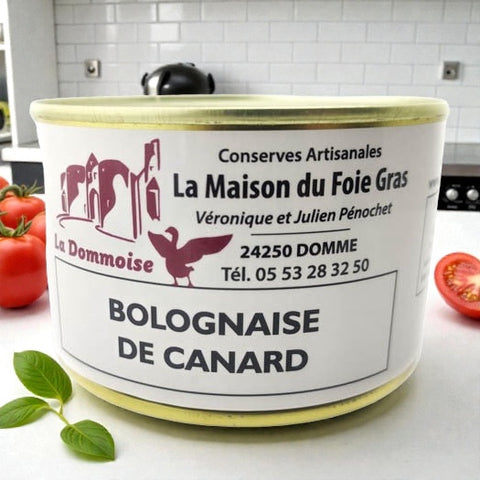 Conserves Artisanales
La Maison du Foie Gras
Véronique et Julien Pénochet
La Dommoise
24250 DOMME
Tél. 05 53 28 32 50
BOLOGNAISE
DE CANARD